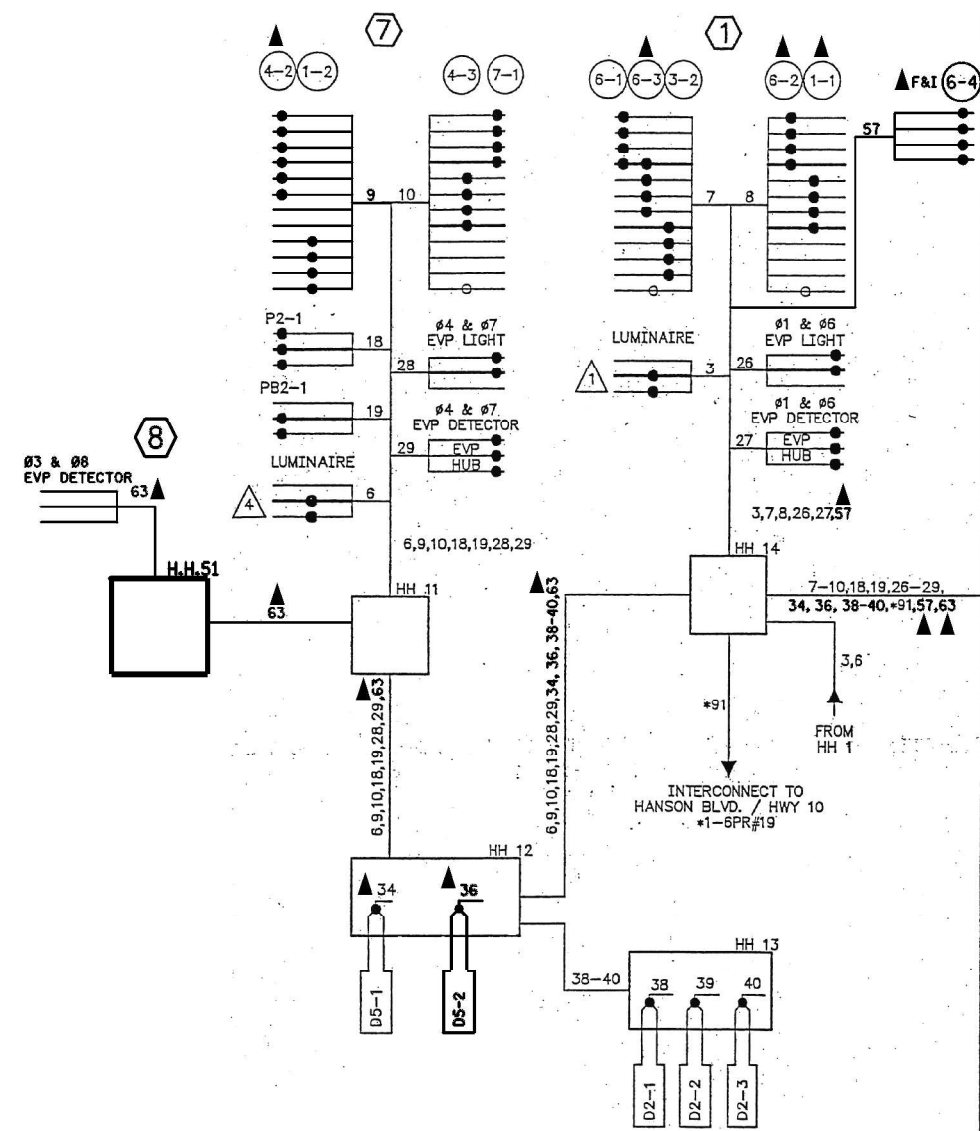 7
1
4-2 1-2
4-3 7-1
6-1 6-3 3-2
6-2 1-1
F&I 6-4
57
9 10
7 8
P2-1
18
Ø4 & Ø7
EVP LIGHT
28
PB2-1
19
Ø4 & Ø7
EVP DETECTOR
29
EVP
HUB
LUMINAIRE
4
6
LUMINAIRE
1
3
Ø1 & Ø6
EVP LIGHT
26
Ø1 & Ø6
EVP DETECTOR
27
EVP
HUB
8
Ø3 & Ø8
EVP DETECTOR
63
6,9,10,18,19,28,29
3,7,8,26,27,57
H.H.51
63
HH 11
HH 14
7-10,18,19,26-29,
34, 36, 38-40,*91,57,63
6,9,10,18,19,28,29,63
6,9,10,18,19,28,29,34, 36, 38-40,63
*91
3,6
FROM
HH 1
INTERCONNECT TO
HANSON BLVD. / HWY 10
*1-6PR#19
HH 12
34
36
D5-1
D5-2
38-40
HH 13
38
39
40
D2-1
D2-2
D2-3